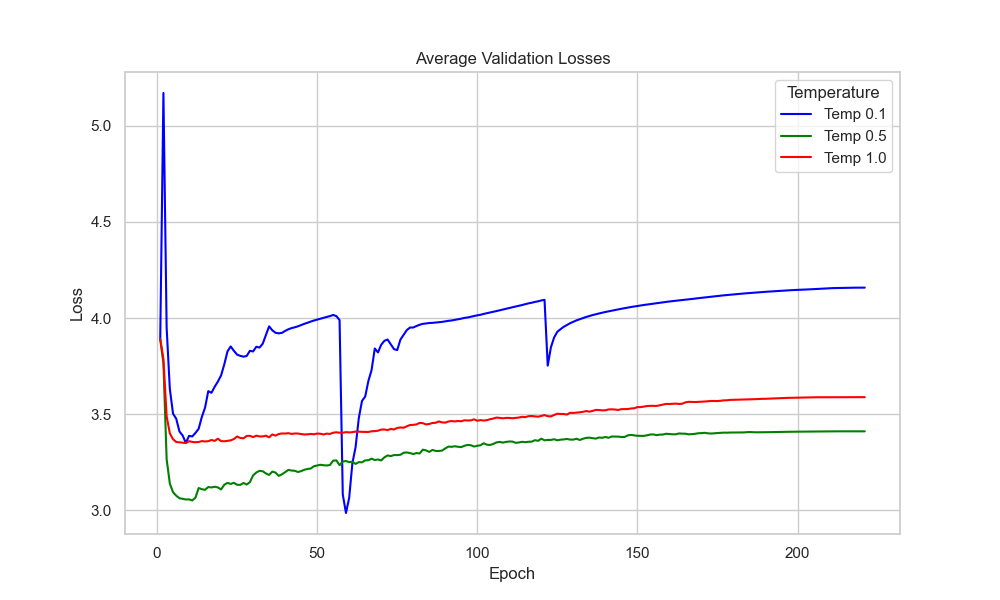 Average Validation Losses
Temperature
Temp 0.1
Temp 0.5
Temp 1.0
5.0
4.5
4.0
3.5
3.0
Loss
0
50
100
150
200
Epoch